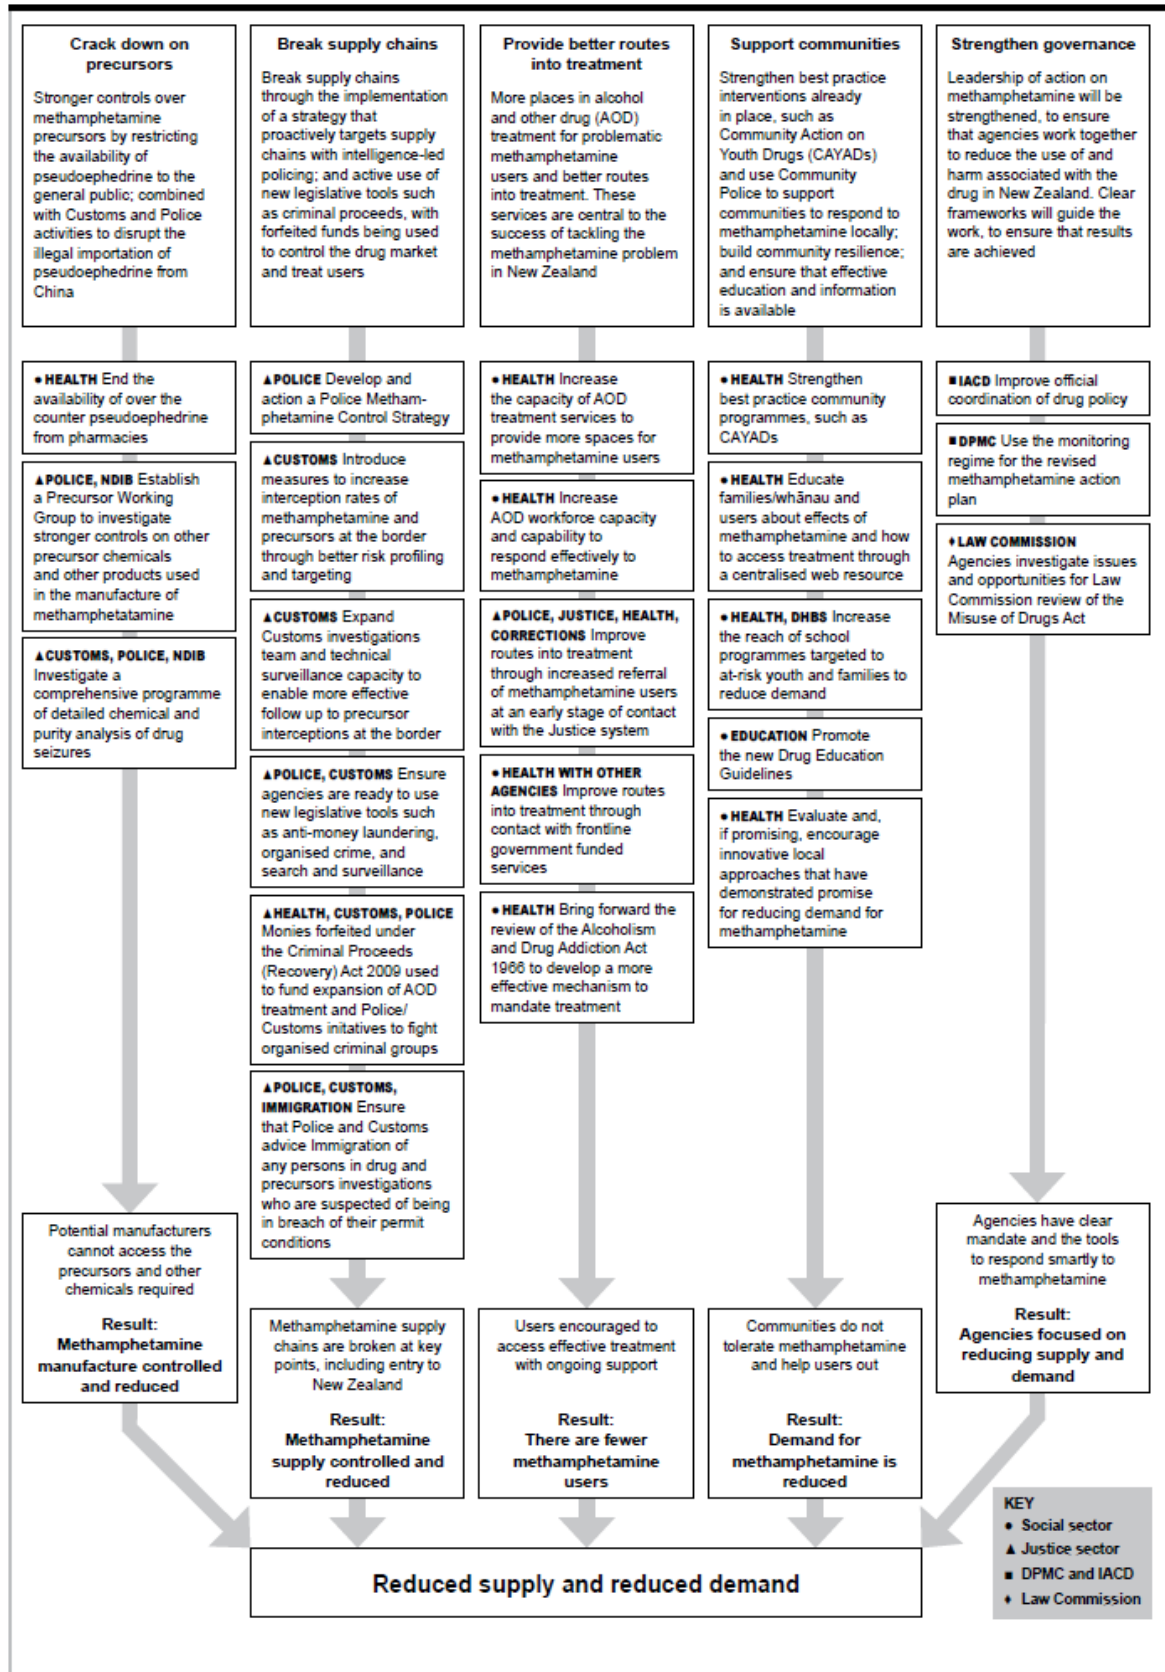 Crack down on
precursors
Stronger controls over
methamphetamine
precursors by restricting
the availability of
pseudoephedrine to the
general public; combined
with Customs and Police
activities to disrupt the
illegal importation of
pseudoephedrine from
China
●HEALTH End the
availability of over the
counter pseudoephedrine
from pharmacies
▲POLICE, NDIB Establish
a Precursor Working
Group to investigate
stronger controls on other
precursor chemicals
and other products used
in the manufacture of
methamphetatamine
▲CUSTOMS, POLICE, NDIB
Investigate a
comprehensive programme
of detailed chemical and
purity analysis of drug
seizures
Potential manufacturers
cannot access the
precursors and other
chemicals required
Result:
Methamphetamine
manufacture controlled
and reduced
Break supply chains
Break supply chains
through the implementation
of a strategy that
proactively targets supply
chains with intelligence-led
policing; and active use of
new legislative tools such
as criminal proceeds, with
forfeited funds being used
to control the drug market
and treat users
▲POLICE Develop and
action a Police Metham-
phetamine Control Strategy
▲CUSTOMS Introduce
measures to increase
interception rates of
methamphetamine and
precursors at the border
through better risk profiling
and targeting
▲CUSTOMS Expand
Customs investigations
team and technical
surveillance capacity to
enable more effective
follow up to precursor
interceptions at the border
▲POLICE, CUSTOMS Ensure
agencies are ready to use
new legislative tools such
as anti-money laundering,
organised crime, and
search and surveillance
▲HEALTH, CUSTOMS, POLICE
Monies forfeited under
the Criminal Proceeds
(Recovery) Act 2009 used
to fund expansion of AOD
treatment and Police/
Customs initatives to fight
organised criminal groups
▲POLICE, CUSTOMS,
IMMIGRATION Ensure
that Police and Customs
advice Immigration of
any persons in drug and
precursors investigations
who are suspected of being
in breach of their permit
conditions
Methamphetamine supply
chains are broken at key
points, including entry to
New Zealand
Result:
Methamphetamine
supply controlled and
reduced
Provide better routes
into treatment
More places in alcohol
and other drug (AOD)
treatment for problematic
methamphetamine
users and better routes
into treatment. These
services are central to the
success of tackling the
methamphetamine problem
in New Zealand
●HEALTH Increase
the capacity of AOD
treatment services to
provide more spaces for
methamphetamine users
●HEALTH Increase
AOD workforce capacity
and capability to
respond effectively to
methamphetamine
▲POLICE, JUSTICE, HEALTH,
CORRECTIONS Improve
routes into treatment
through increased referral
of methamphetamine users
at an early stage of contact
with the Justice system
●HEALTH WITH OTHER
AGENCIES Improve routes
into treatment through
contact with frontline
government funded
services
●HEALTH Bring forward the
review of the Alcoholism
and Drug Addiction Act
1966 to develop a more
effective mechanism to
mandate treatment
Users encouraged to
access effective treatment
with ongoing support
Result:
There are fewer
methamphetamine
users
Support communities
Strengthen best practice
interventions already
in place, such as
Community Action on
Youth Drugs (CAYADs)
and use Community
Police to support
communities to respond to
methamphetamine locally;
build community resilience;
and ensure that effective
education and information
is available
●HEALTH Strengthen
best practice community
programmes, such as
CAYADs
●HEALTH Educate
families/whānau and
users about effects of
methamphetamine and how
to access treatment through
a centralised web resource
●HEALTH, DHBS Increase
the reach of school
programmes targeted to
at-risk youth and families to
reduce demand
●EDUCATION Promote
the new Drug Education
Guidelines
●HEALTH Evaluate and,
if promising, encourage
innovative local
approaches that have
demonstrated promise
for reducing demand for
methamphetamine
Communities do not
tolerate methamphetamine
and help users out
Result:
Demand for
methamphetamine is
reduced
Strengthen governance
Leadership of action on
methamphetamine will be
strengthened, to ensure
that agencies work together
to reduce the use of and
harm associated with the
drug in New Zealand. Clear
frameworks will guide the
work, to ensure that results
are achieved
■IACD Improve official
coordination of drug policy
■DPMC Use the monitoring
regime for the revised
methamphetamine action
plan
♦LAW COMMISSION
Agencies investigate issues
and opportunities for Law
Commission review of the
Misuse of Drugs Act
Agencies have clear
mandate and the tools
to respond smartly to
methamphetamine
Result:
Agencies focused on
reducing supply and
demand
Reduced supply and reduced demand
KEY
● Social sector
▲ Justice sector
■ DPMC and IACD
♦ Law Commission